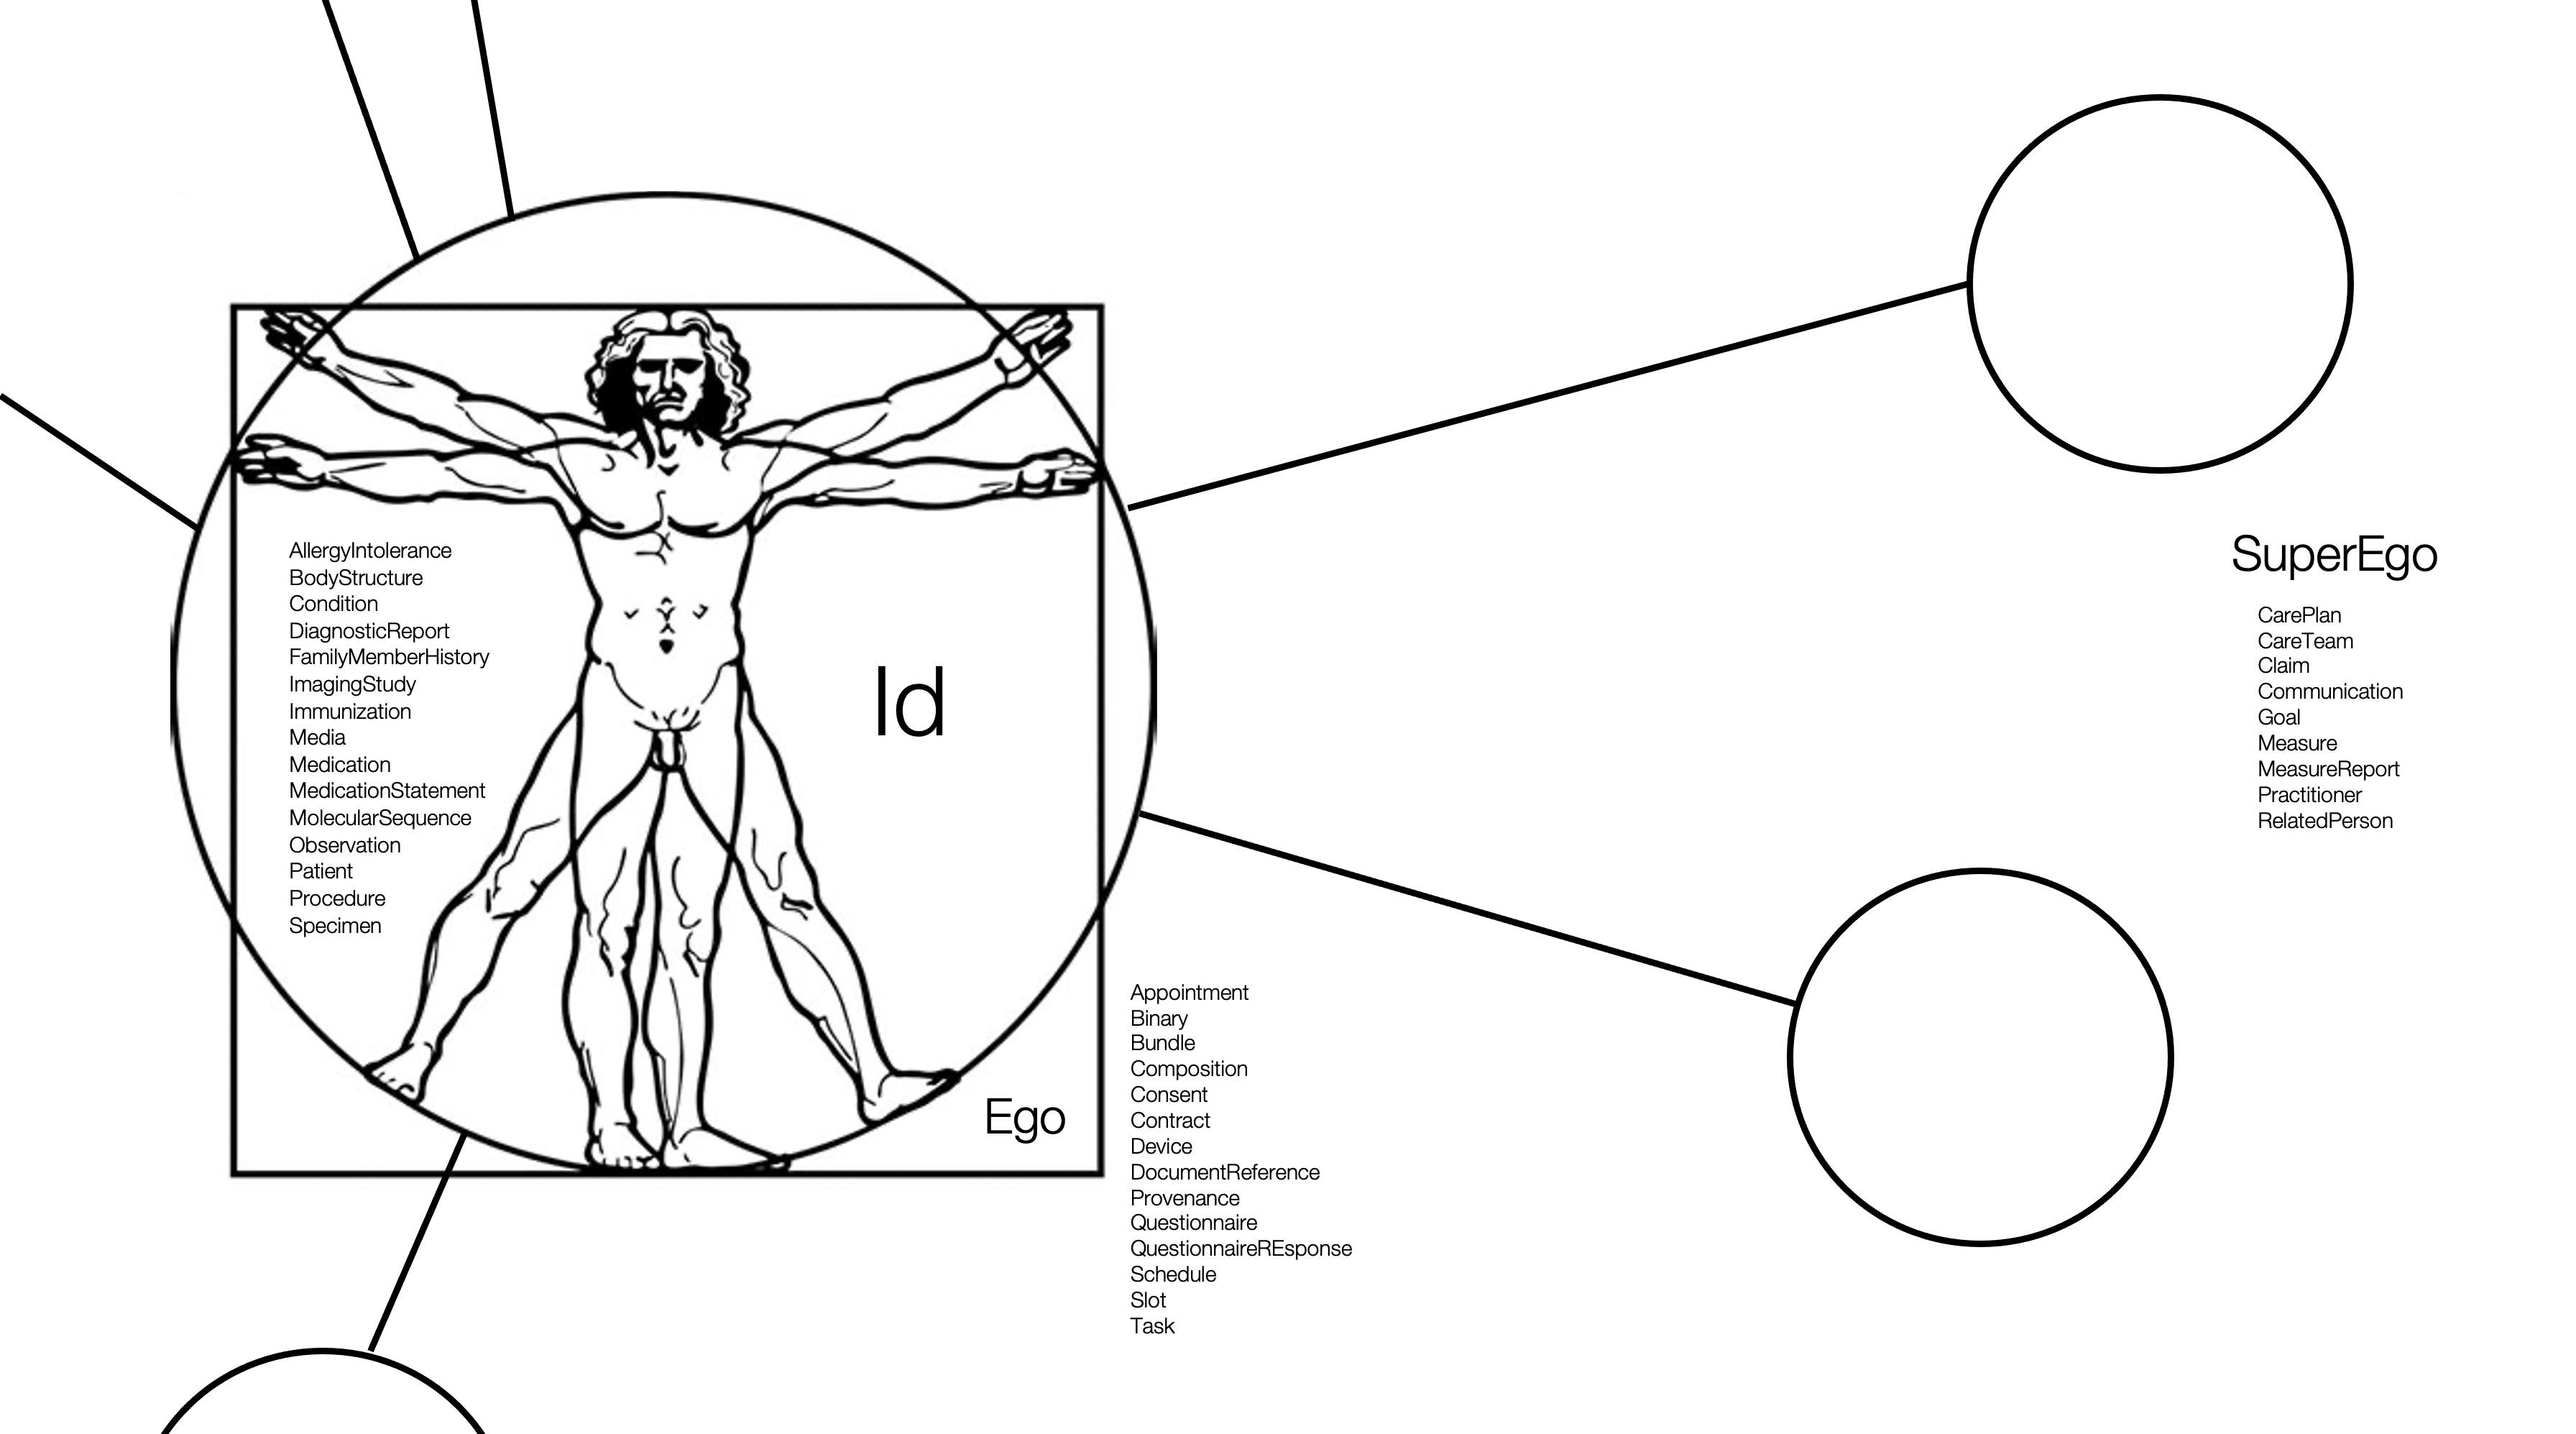 AllergyIntolerance
BodyStructure
Condition
DiagnosticReport
FamilyMemberHistory
ImagingStudy
Immunization
Media
Medication
MedicationStatement
MolecularSequence
Observation
Patient
Procedure
Specimen
Id
Ego
Appointment
Binary
Bundle
Composition
Consent
Contract
Device
DocumentReference
Provenance
Questionnaire
QuestionnaireREsponse
Schedule
Slot
Task
SuperEgo
CarePlan
CareTeam
Claim
Communication
Goal
Measure
MeasureReport
Practitioner
RelatedPerson